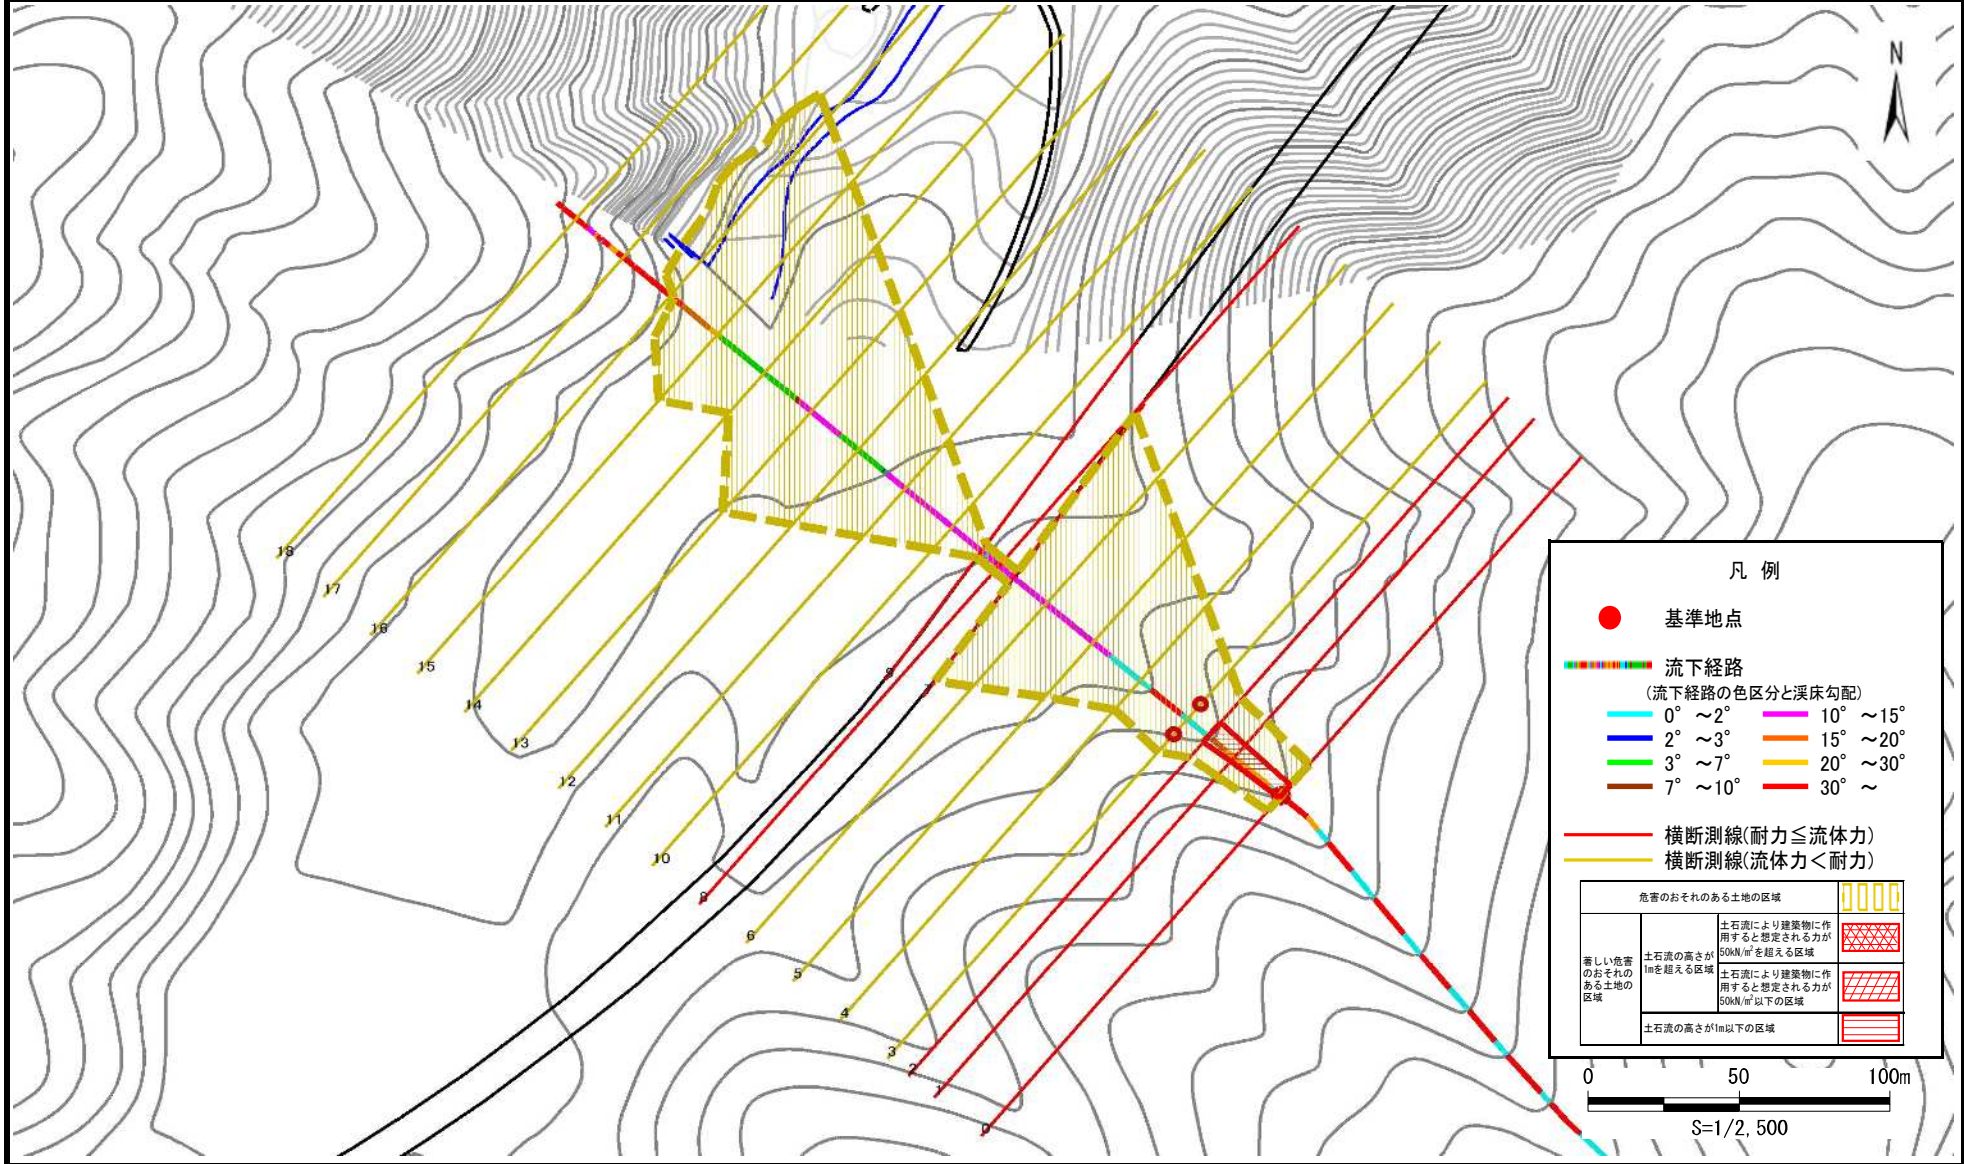 N
18
17
16
15
14
13
12
11
10
9
7
8
6
5
4
3
2
1
0
凡 例
基準地点
流下経路
(流下経路の色区分と渓床勾配)
0° ～2° 10° ～15°
2° ～3° 15° ～20°
3° ～7° 20° ～30°
7° ～10° 30° ～
横断測線(耐力≦流体力)
横断測線(流体力＜耐力)
危害のおそれのある土地の区域
著しい危害
のおそれの
ある土地の
区域
土石流の高さが
1mを超える区域
土石流により建築物に作
用すると想定される力が
50kN/㎡を超える区域
土石流により建築物に作
用すると想定される力が
50kN/㎡以下の区域
土石流の高さが1m以下の区域
0 50 100m
S=1/2,500